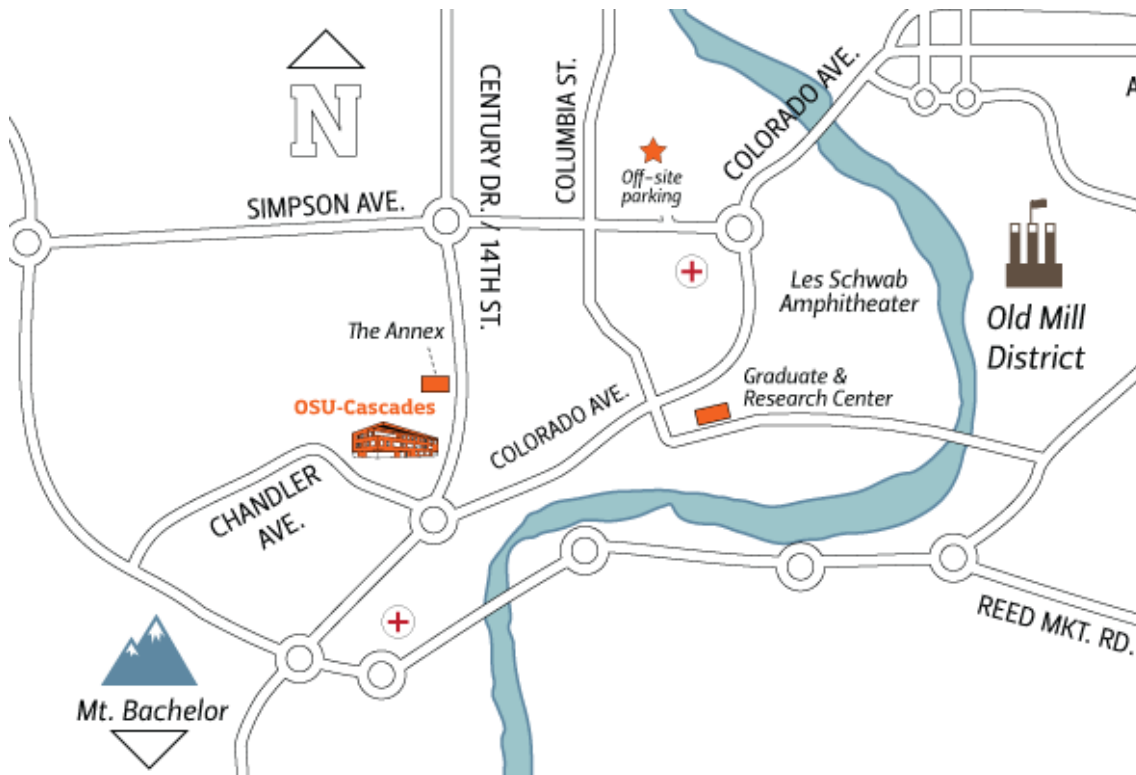 N
CENTURY DR. / 14TH ST.
COLUMBIA ST.
COLORADO AVE.
A
Off-site
parking
SIMPSON AVE.
Les Schwab
Amphitheater
Old Mill
District
The Annex
OSU-Cascades
Graduate &
Research Center
COLORADO AVE.
CHANDLER
AVE.
REED MKT. RD.
Mt. Bachelor